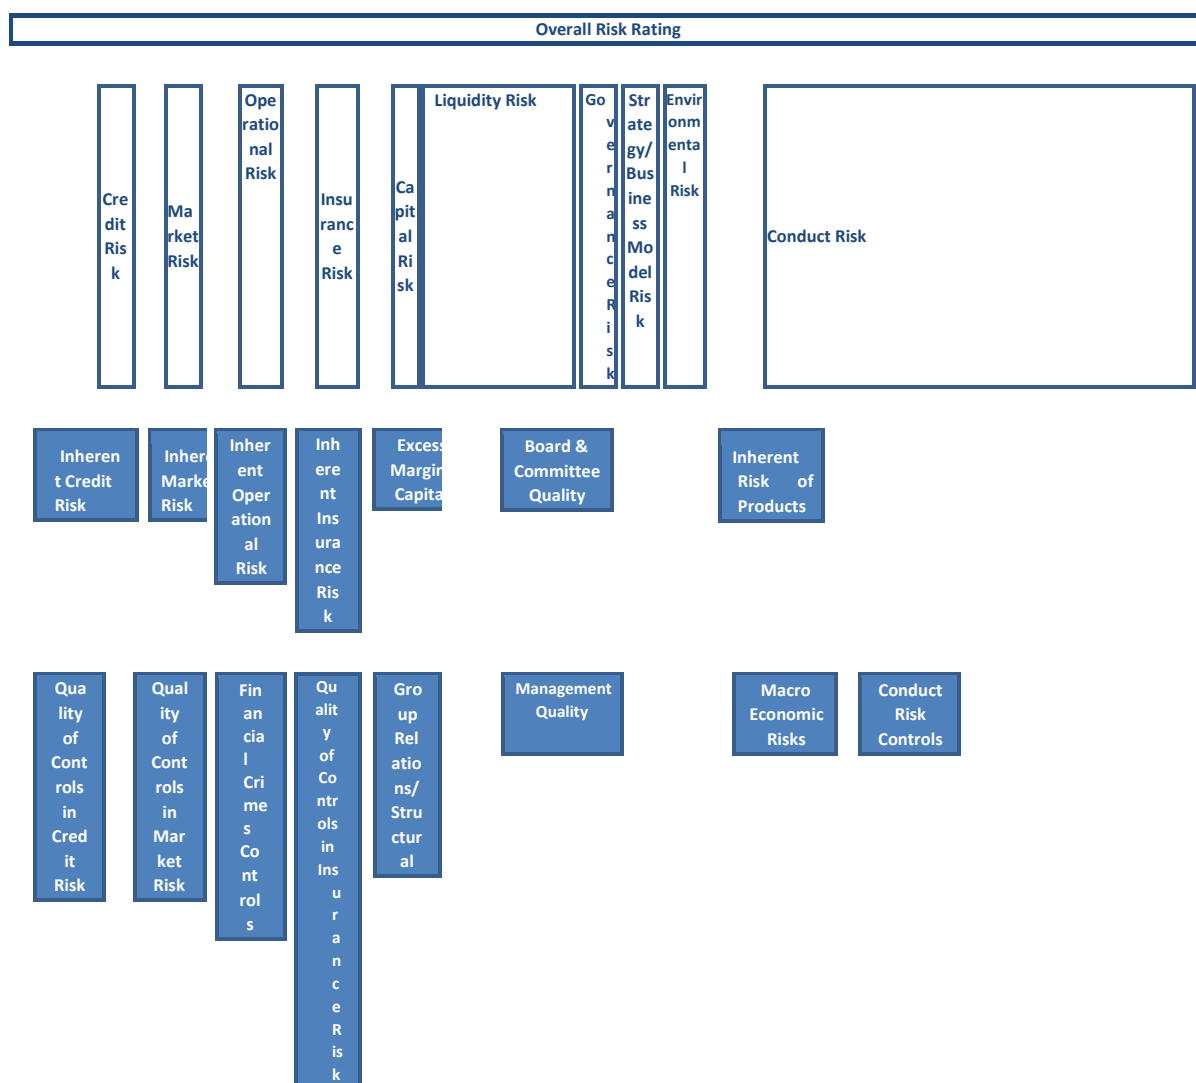 Overall Risk Rating
Cre
dit
Ris
k
Ma
rket
Risk
Ope
ratio
nal
Risk
Insu
ranc
e
Risk
Ca
pit
al
Ri
sk
Liquidity Risk
Go
v
e
r
n
a
n
c
e
R
i
s
k
Str
ate
gy/
Bus
ine
ss
Mo
del
Ris
k
Envir
onm
enta
l
Risk
Conduct Risk
Inheren
t Credit
Risk
Inhere
Marke
Risk
Inher
ent
Oper
ation
al
Risk
Inh
ere
nt
Ins
ura
nce
Ris
k
Excess
Margin
Capita
Board &
Committee
Quality
Inherent
Risk of
Products
Qua
lity
of
Cont
rols
in
Cred
it
Risk
Qual
ity
of
Cont
rols
in
Mar
ket
Risk
Fin
an
cia
l
Cri
me
s
Co
nt
rol
s
Qu
alit
y
of
Co
ntr
ols
in
Ins
u
r
a
n
c
e
R
is
k
Gro
up
Rel
atio
ns/
Stru
ctur
al
Management
Quality
Macro
Economic
Risks
Conduct
Risk
Controls